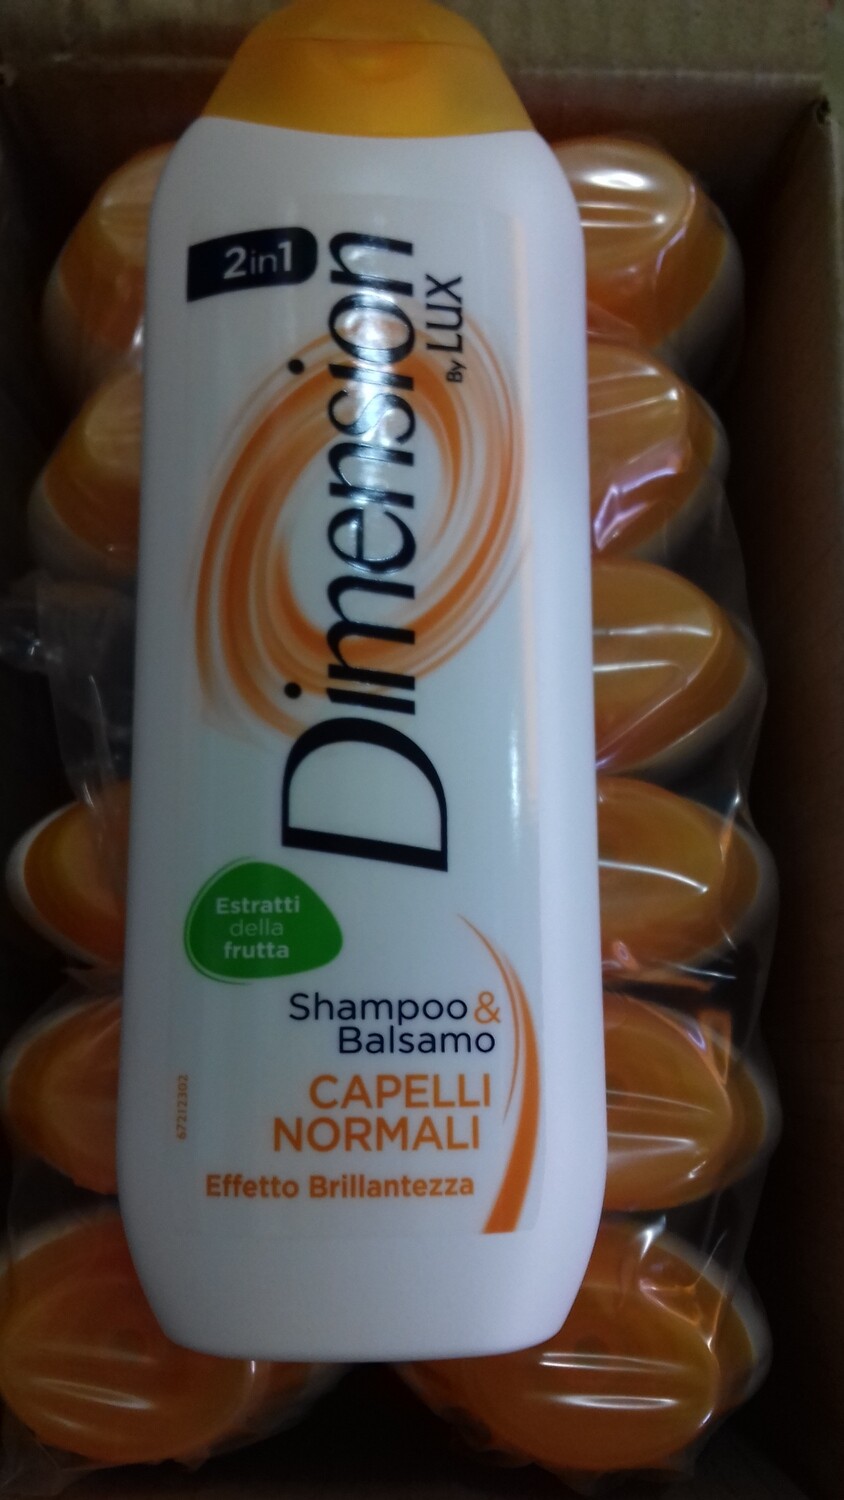 2in1
Dimension
By LUX
Estratti
della
frutta
Shampoo &
Balsamo
CAPELLI
NORMALI
Effetto Brillantezza
67212302